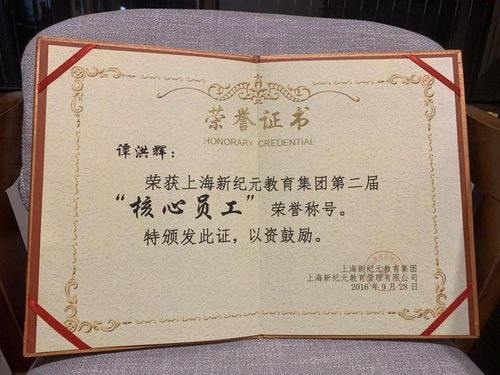 荣誉证书
HONORARY CREDENTIAL
谭洪辉：
荣获上海新纪元教育集团第二届
“核心员工”荣誉称号。
特颁发此证，以资鼓励。
上海新纪元教育集团
上海新纪元教育管理有限公司
2016年9月28日